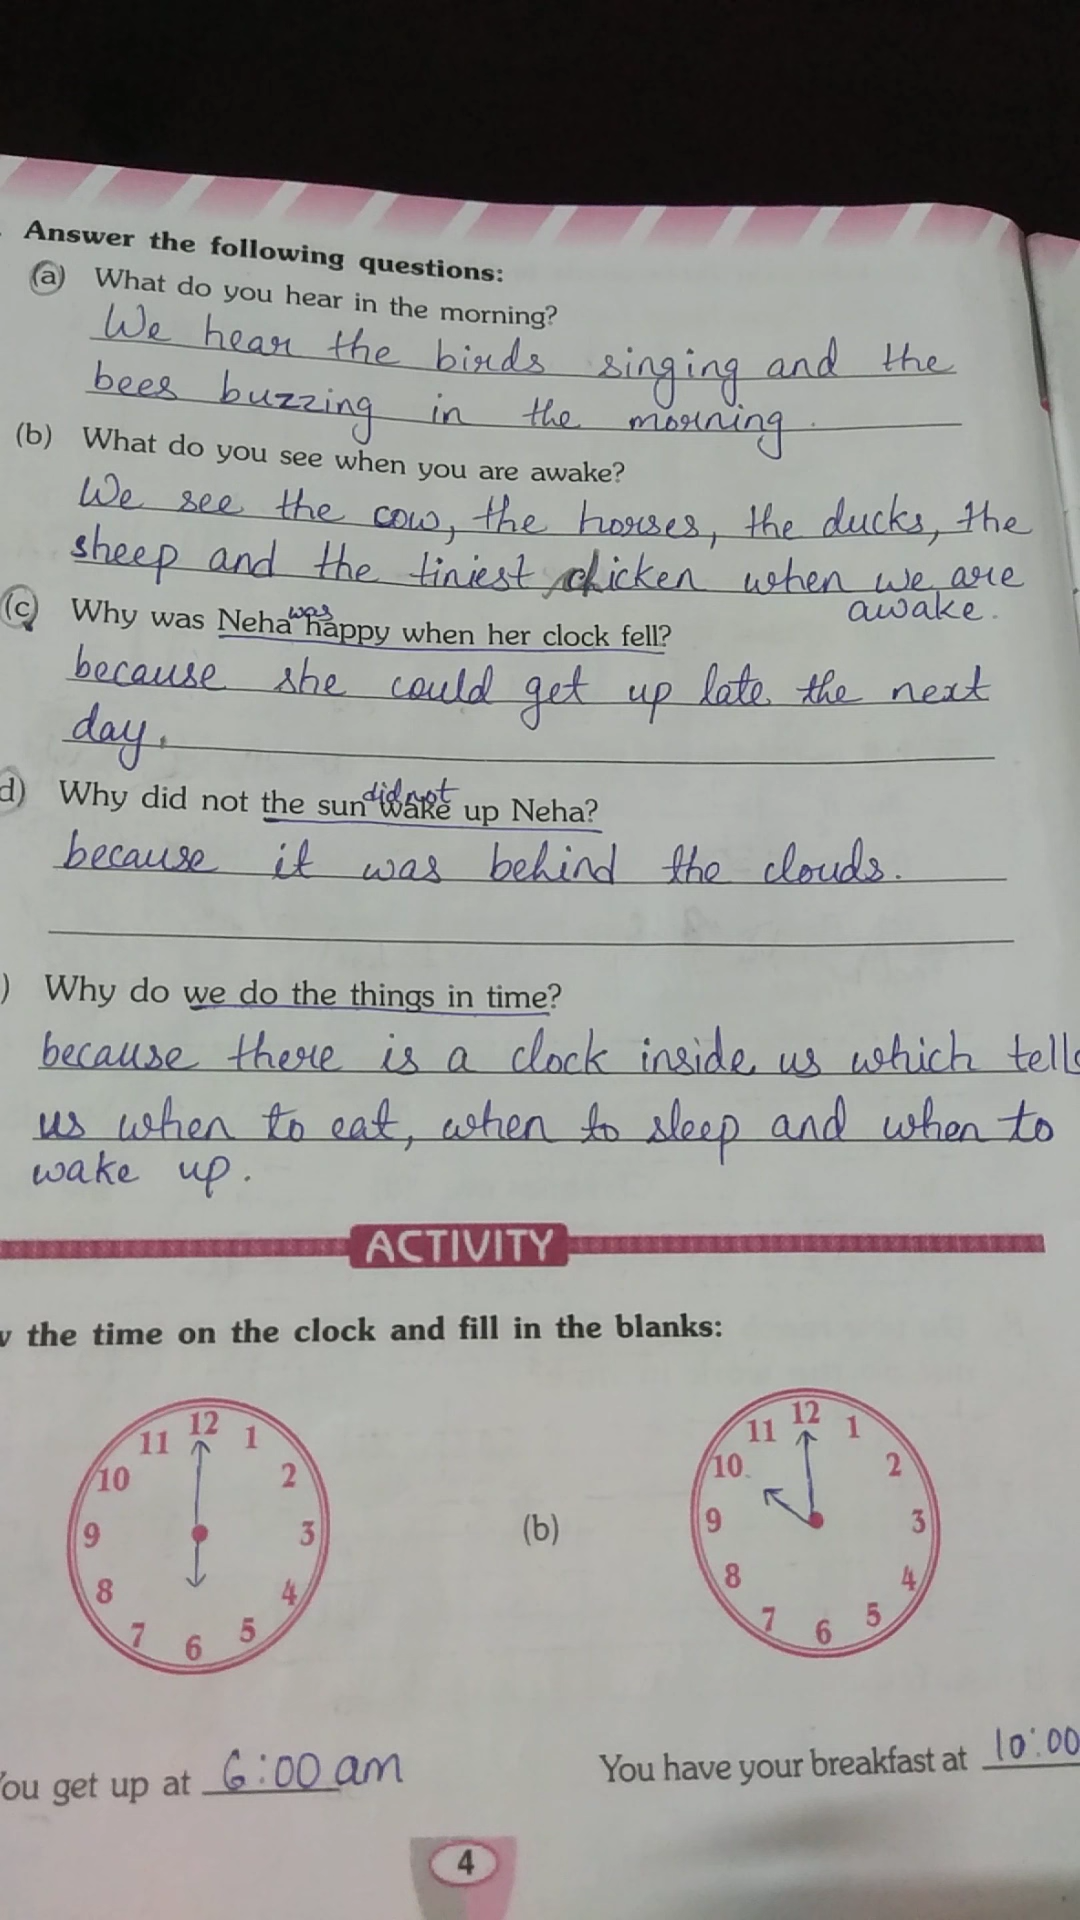 Answer the following questions:
(a) What do you hear in the morning?
We hear the birds singing and the
bees buzzing in the morning.
(b) What do you see when you are awake?
We see the cow, the horses, the ducks, the
sheep and the tiniest chicken when we are
awake.
(c) Why was Neha was happy when her clock fell?
because she could get up late the next
day.
d) Why did not the sun did not wake up Neha?
because it was behind the clouds.
) Why do we do the things in time?
because there is a clock inside us which tells
us when to eat, when to sleep and when to
wake up.
ACTIVITY
the time on the clock and fill in the blanks:
12
11 1
10 2
9 3
8 4
7 5
6
(b)
12
11 1
10 2
9 3
8 4
7 5
6
You get up at 6:00 am
You have your breakfast at 10:00
4